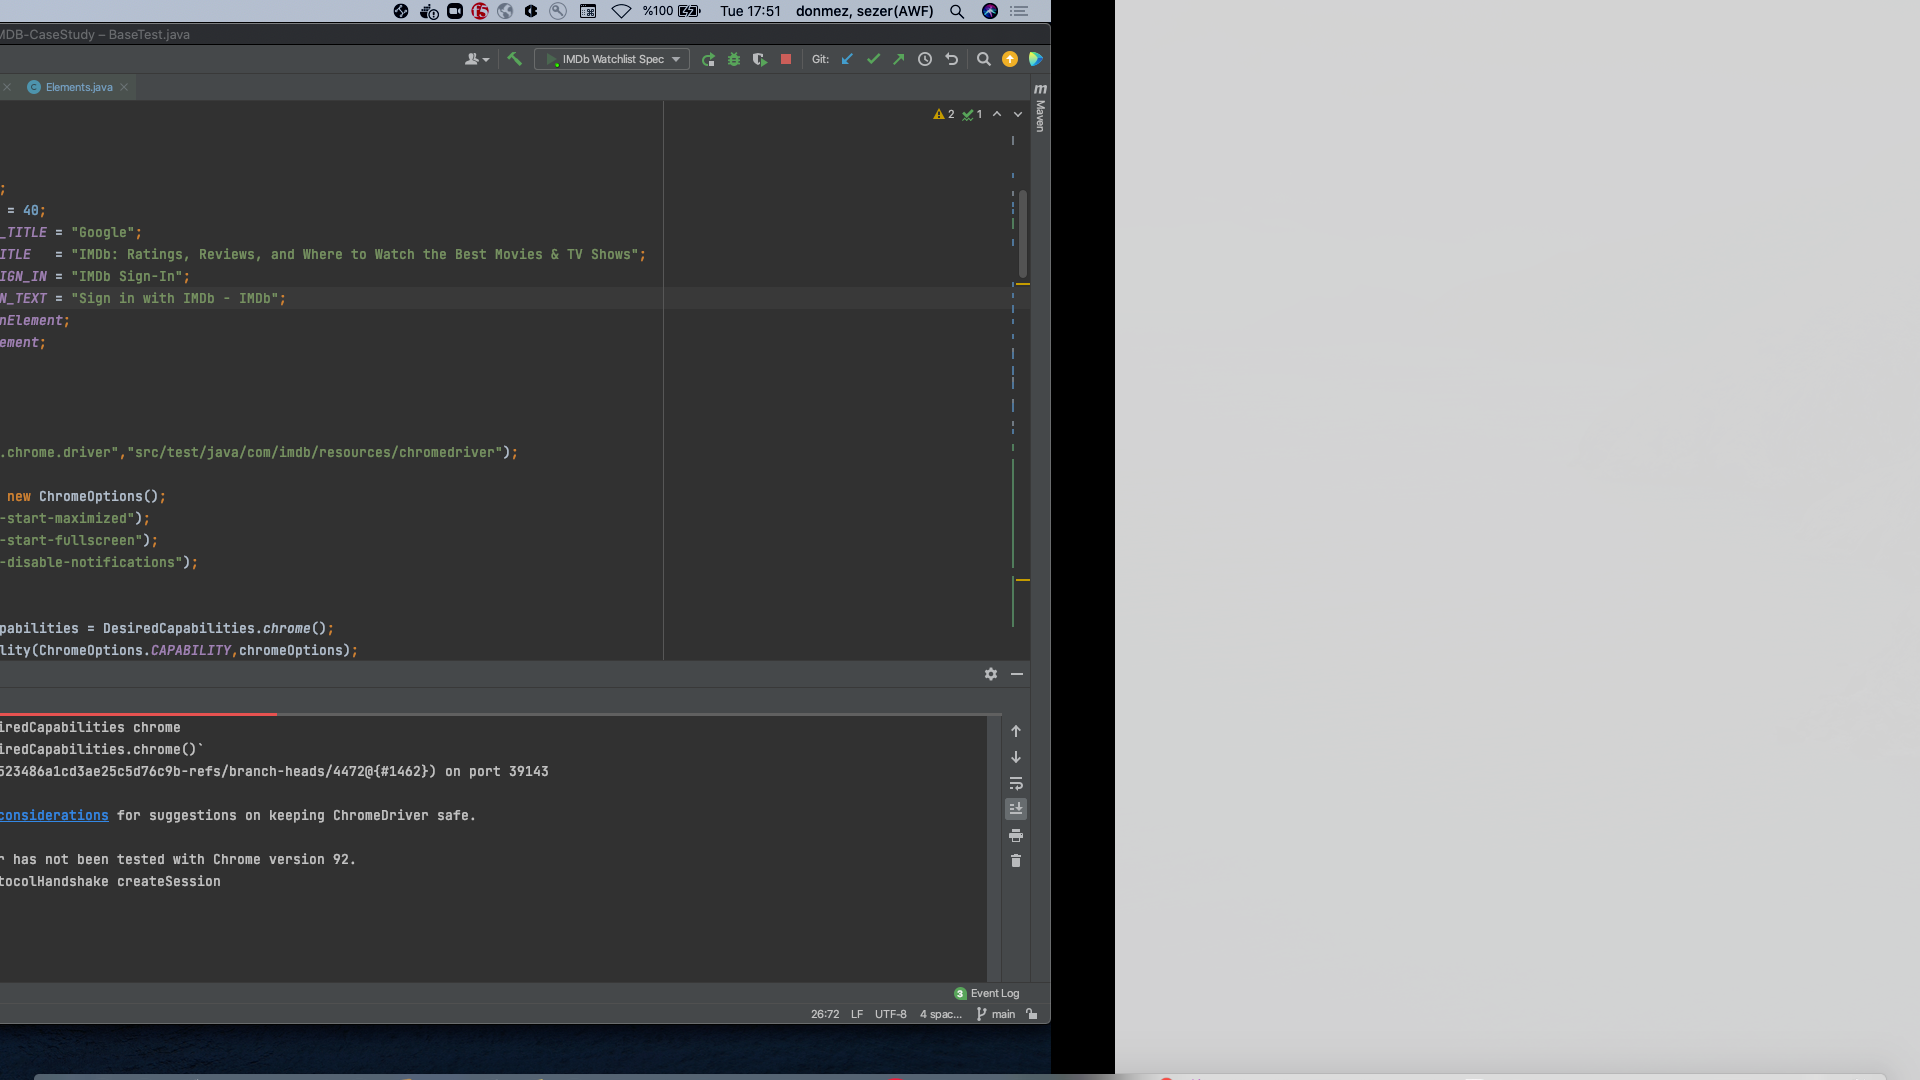 %100 Tue 17:51 donmez, sezer(AWF)
MDB-CaseStudy – BaseTest.java
IMDb Watchlist Spec Git:
Elements.java
m Maven
2 1
;
= 40;
_TITLE = "Google";
ITLE = "IMDb: Ratings, Reviews, and Where to Watch the Best Movies & TV Shows";
IGN_IN = "IMDb Sign-In";
N_TEXT = "Sign in with IMDb - IMDb";
nElement;
ement;
.chrome.driver","src/test/java/com/imdb/resources/chromedriver");
new ChromeOptions();
-start-maximized");
-start-fullscreen");
-disable-notifications");
pabilities = DesiredCapabilities.chrome();
lity(ChromeOptions.CAPABILITY,chromeOptions);
iredCapabilities chrome
iredCapabilities.chrome()`
523486a1cd3ae25c5d76c9b-refs/branch-heads/4472@{#1462}) on port 39143
considerations for suggestions on keeping ChromeDriver safe.
r has not been tested with Chrome version 92.
tocolHandshake createSession
3 Event Log
26:72 LF UTF-8 4 spac... main